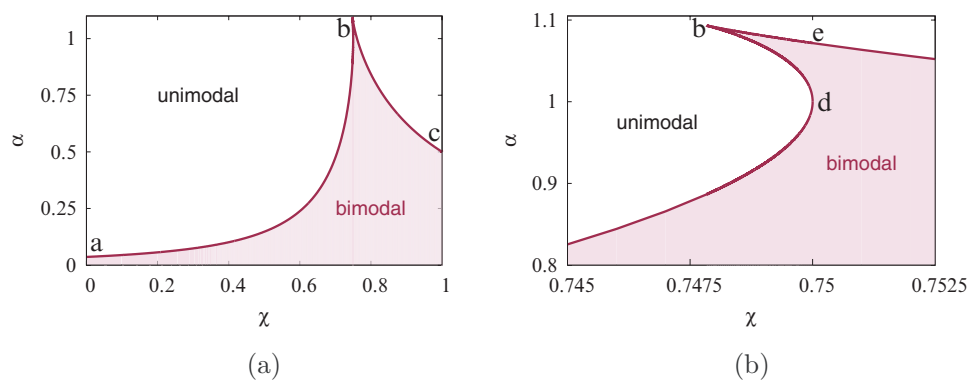 1
0.75
0.5
0.25
0
α
unimodal
bimodal
a
b
c
0
0.2
0.4
0.6
0.8
1
χ
(a)
1.1
1
0.9
0.8
α
b
e
d
unimodal
bimodal
0.745
0.7475
0.75
0.7525
χ
(b)